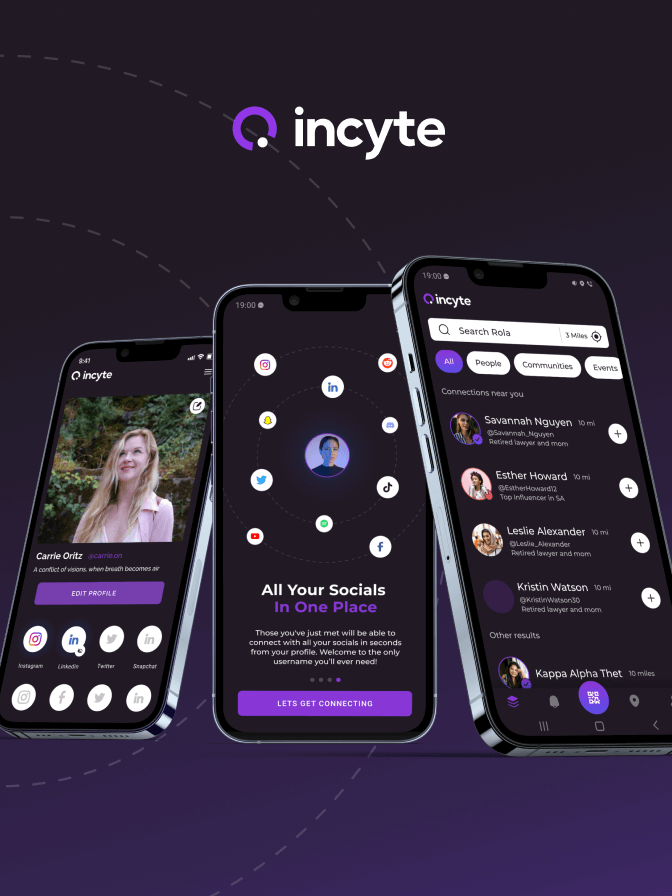 incyte
9:41
incyte
Carrie Oritz @carrie.on
A conflict of visions, when breath becomes air
EDIT PROFILE
Instagram LinkedIn Twitter Snapchat
19:00
in
All Your Socials
In One Place
Those you've just met will be able to
connect with all your socials in seconds
from your profile. Welcome to the only
username you'll ever need!
LETS GET CONNECTING
19:00
incyte
Search Rola 3 Miles
All People Communities Events
Connections near you
Savannah Nguyen 10 mi
@Savannah_Nguyen
Retired lawyer and mom
Esther Howard 10 mi
@EstherHoward12
Top Influencer in SA
Leslie Alexander 10 mi
@Leslie_Alexander
Retired lawyer and mom
Kristin Watson 10 mi
@KristinWatson30
Retired lawyer and mom
Other results
Kappa Alpha Thet 10 miles